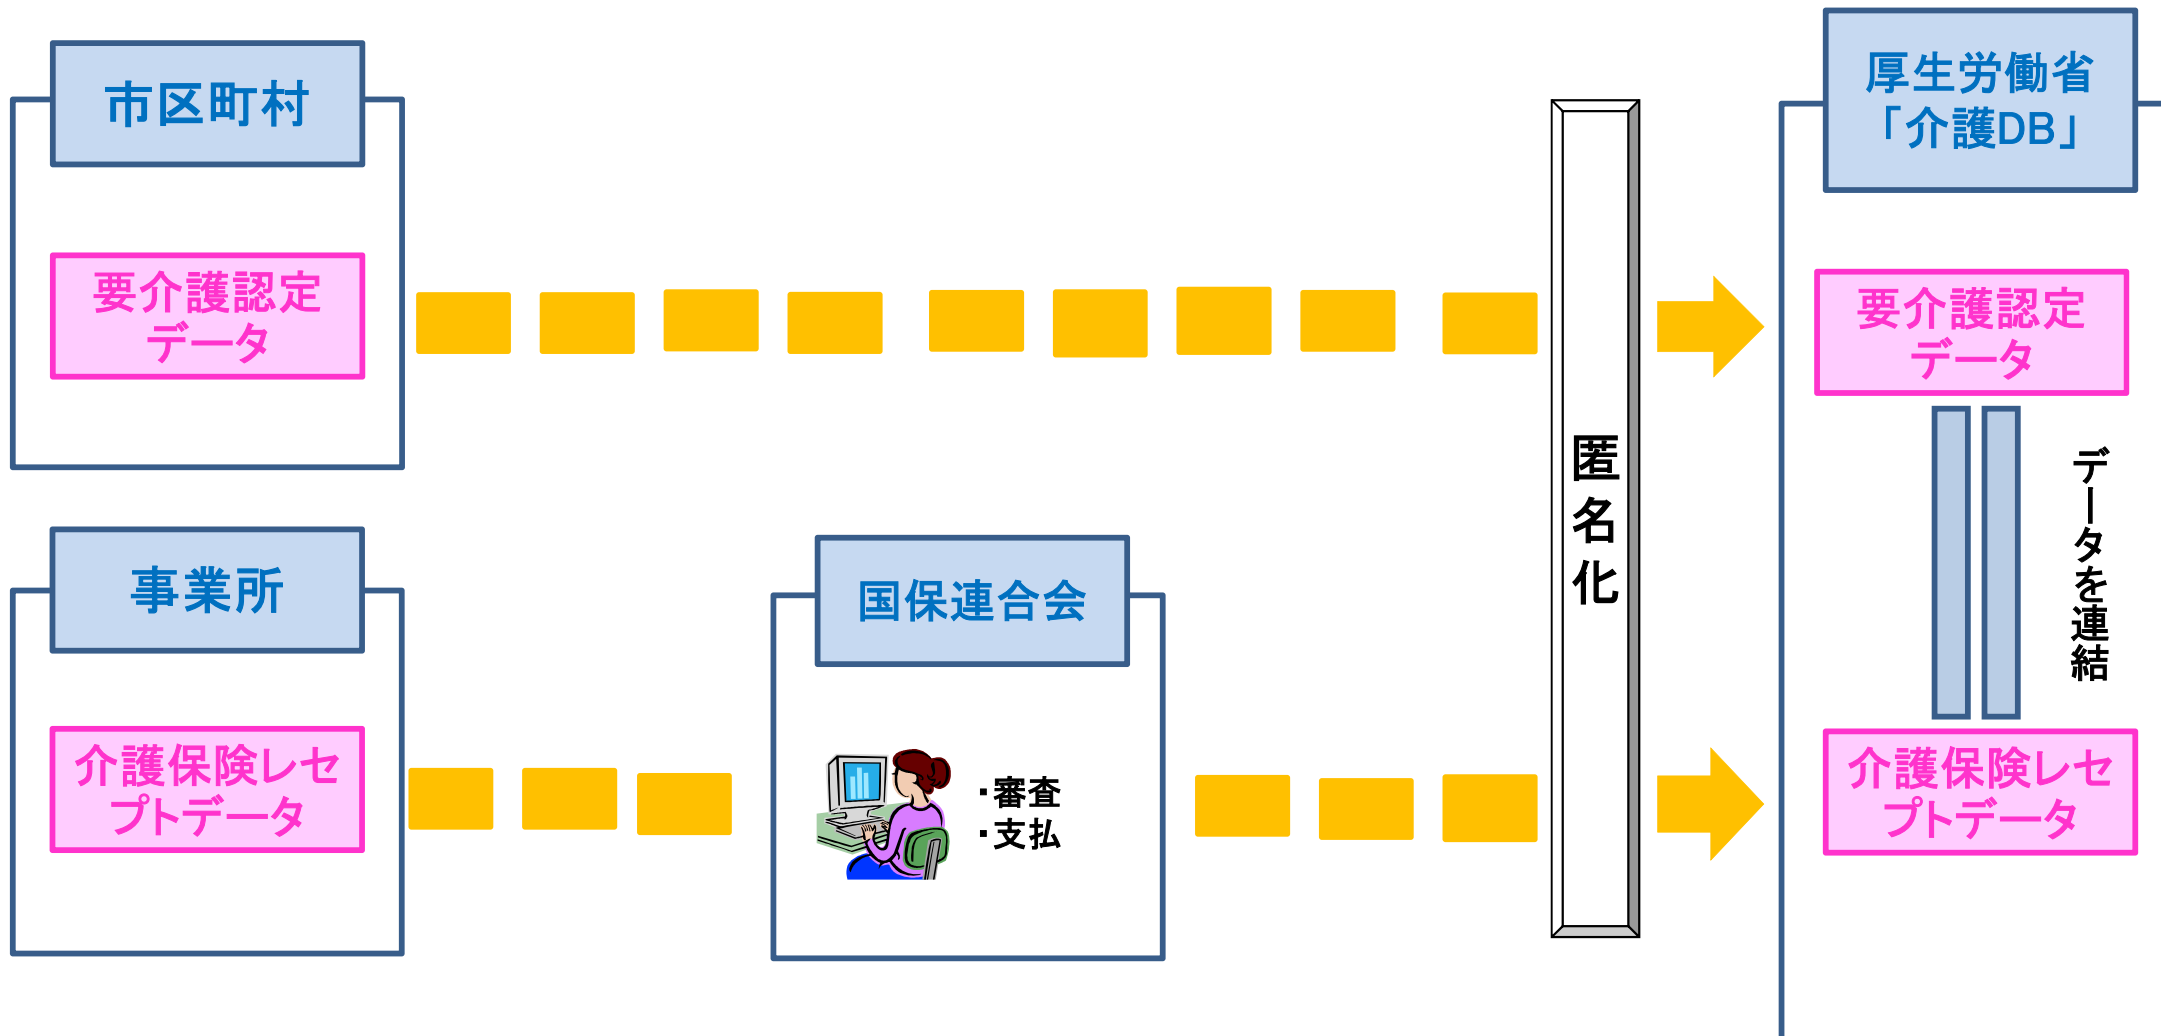 市区町村
要介護認定
データ
事業所
介護保険レセ
プトデータ
国保連合会
・審査
・支払
匿名化
厚生労働省
「介護DB」
要介護認定
データ
データを連結
介護保険レセ
プトデータ